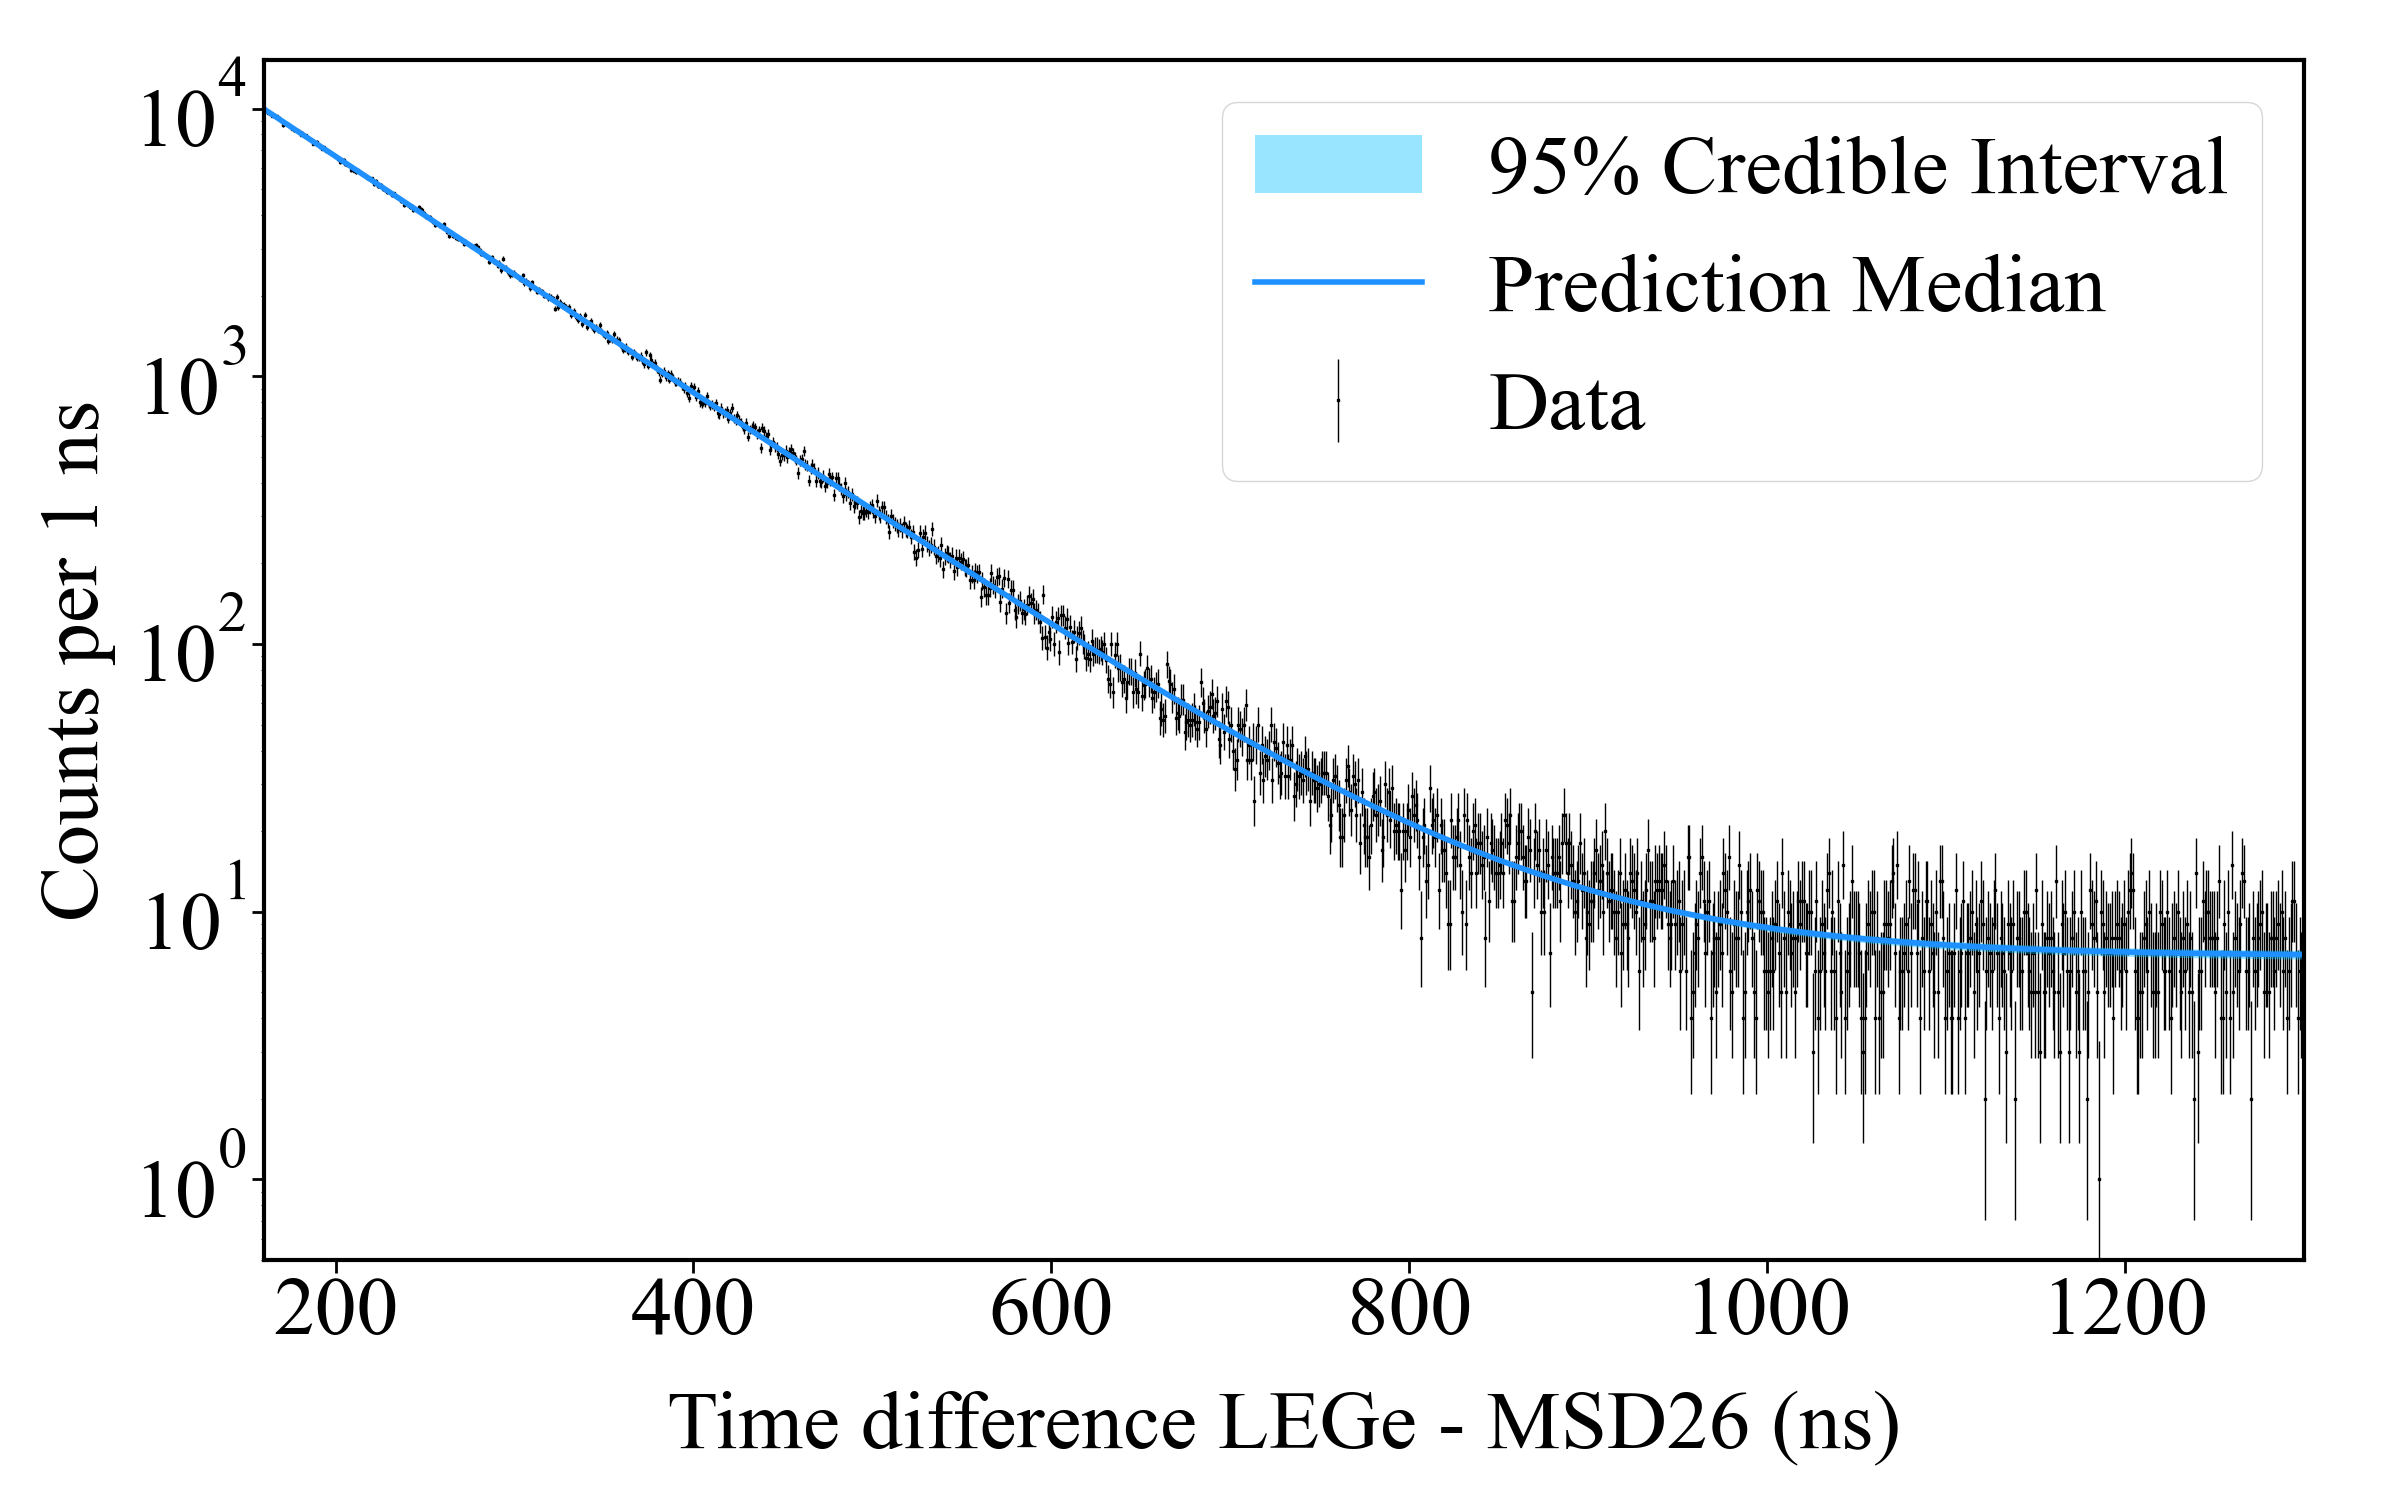 95% Credible Interval
Prediction Median
Data
Counts per 1 ns
10^4
10^3
10^2
10^1
10^0
200 400 600 800 1000 1200
Time difference LEGe - MSD26 (ns)